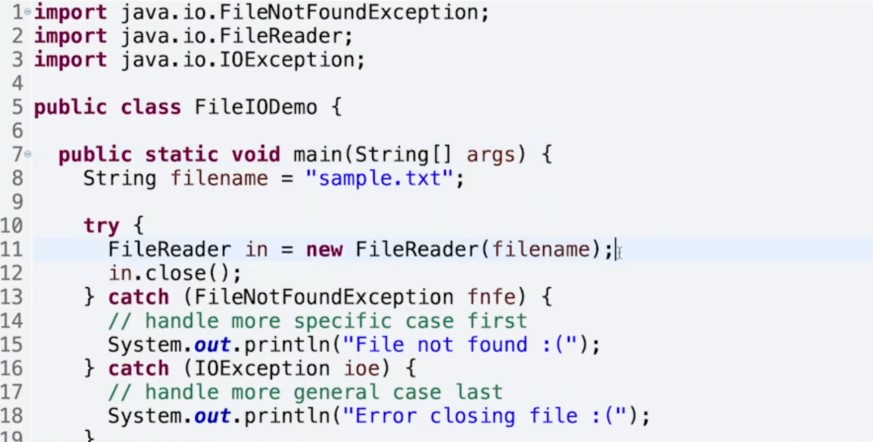 1 import java.io.FileNotFoundException;
2 import java.io.FileReader;
3 import java.io.IOException;
4
5 public class FileIODemo {
6
7   public static void main(String[] args) {
8     String filename = "sample.txt";
9
10     try {
11       FileReader in = new FileReader(filename);
12       in.close();
13     } catch (FileNotFoundException fnfe) {
14       // handle more specific case first
15       System.out.println("File not found :(");
16     } catch (IOException ioe) {
17       // handle more general case last
18       System.out.println("Error closing file :(");
19     }